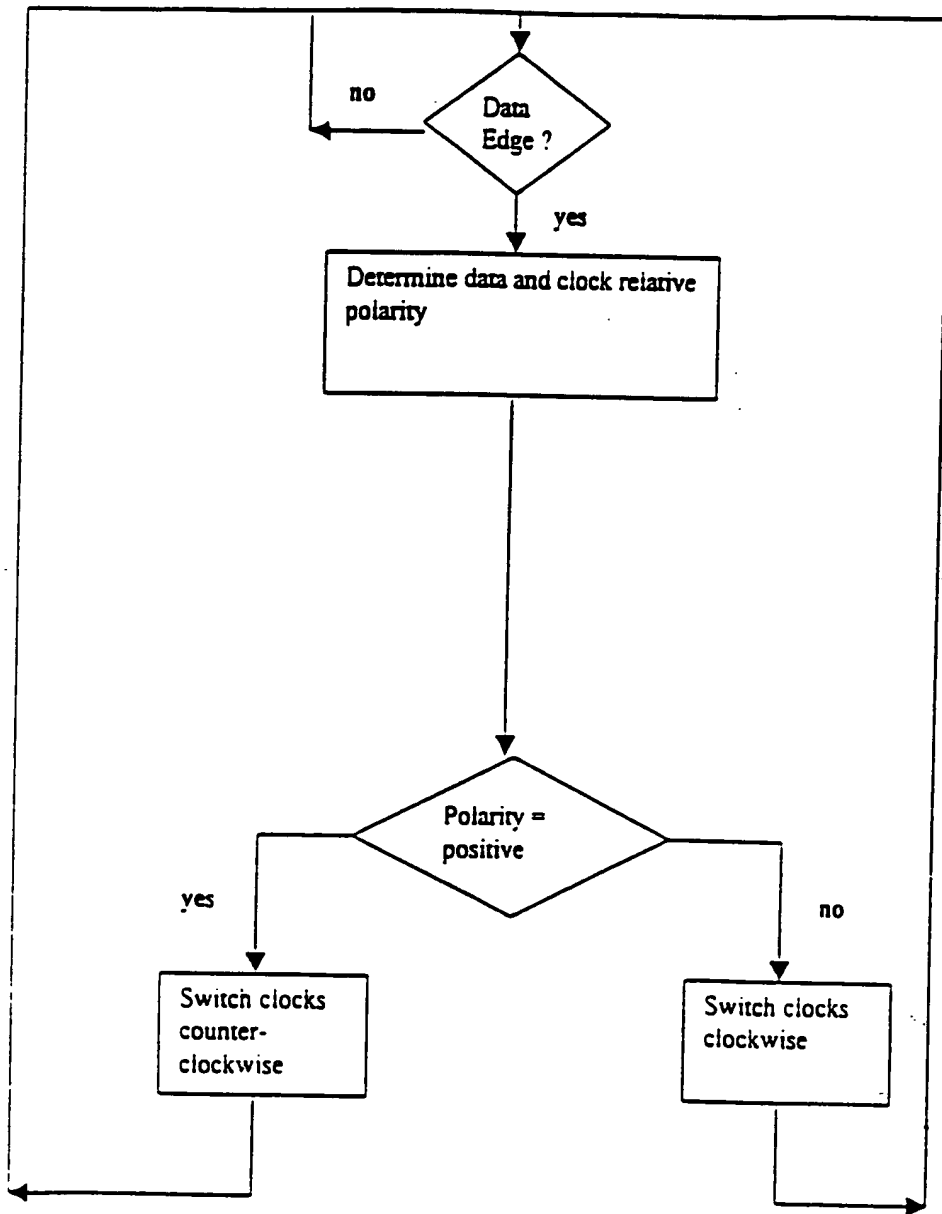 no
Data
Edge ?
yes
Determine data and clock relative
polarity
Polarity =
positive
yes
no
Switch clocks
counter-
clockwise
Switch clocks
clockwise